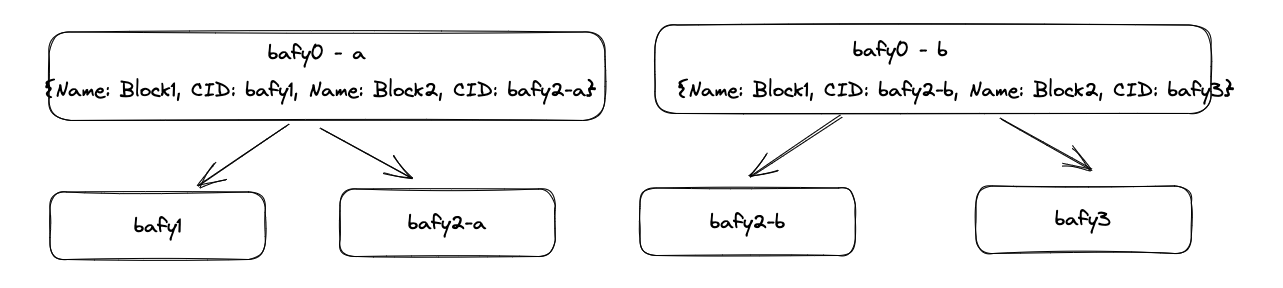 bafy0 - a
{Name: Block1, CID: bafy1, Name: Block2, CID: bafy2-a}
bafy1
bafy2-a
bafy0 - b
{Name: Block1, CID: bafy2-b, Name: Block2, CID: bafy3}
bafy2-b
bafy3